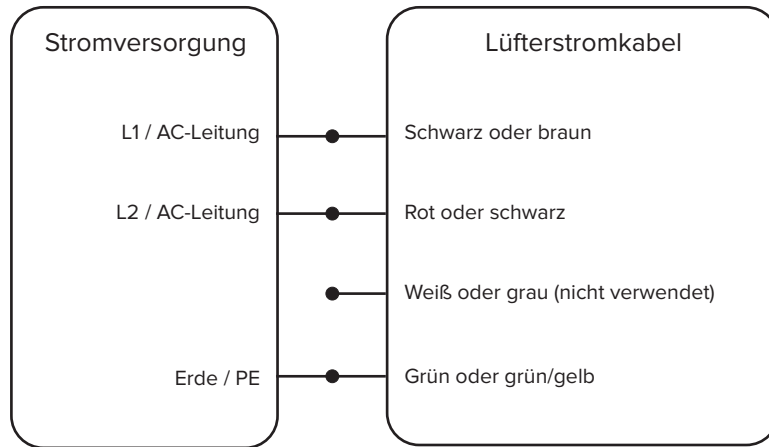 Stromversorgung
Lüfterstromkabel
L1 / AC-Leitung
Schwarz oder braun
L2 / AC-Leitung
Rot oder schwarz
Weiß oder grau (nicht verwendet)
Erde / PE
Grün oder grün/gelb